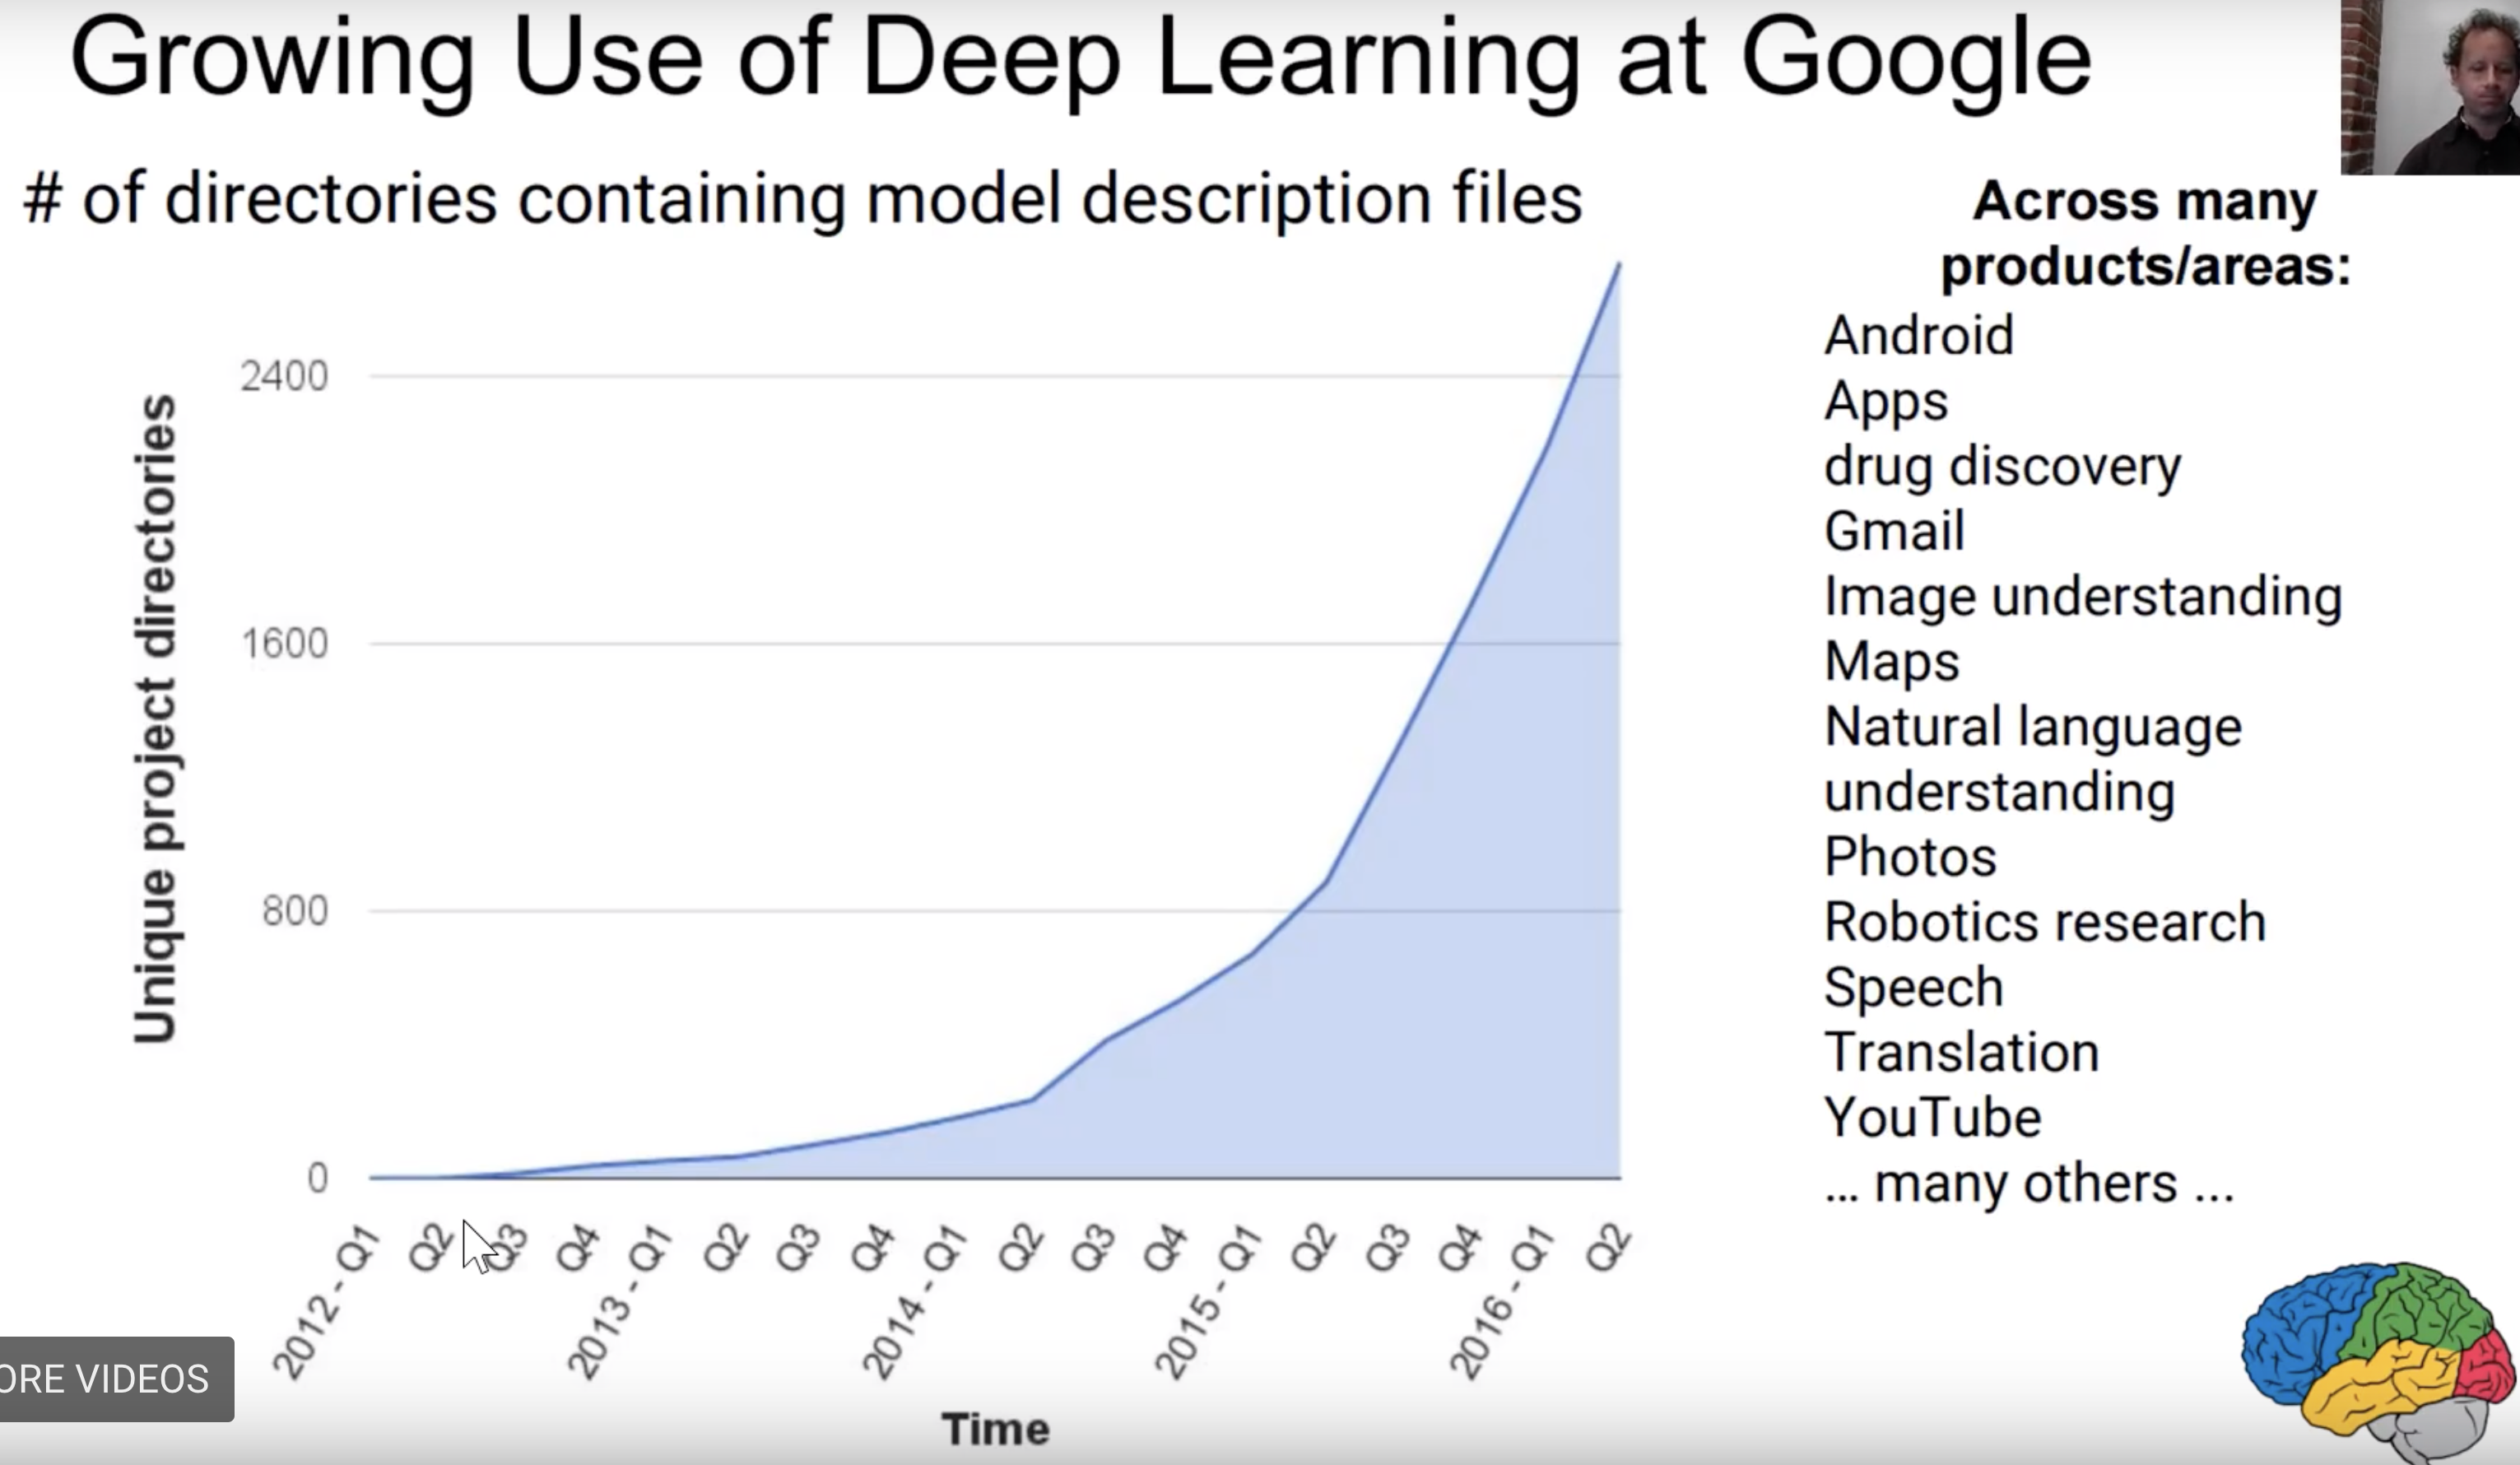 Growing Use of Deep Learning at Google
# of directories containing model description files
Across many
products/areas:
Android
Apps
drug discovery
Gmail
Image understanding
Maps
Natural language
understanding
Photos
Robotics research
Speech
Translation
YouTube
... many others ...
Unique project directories
2400
1600
800
0
2012 - Q1
Q2
Q3
Q4
2013 - Q1
Q2
Q3
Q4
2014 - Q1
Q2
Q3
Q4
2015 - Q1
Q2
Q3
Q4
2016 - Q1
Q2
Time
ORE VIDEOS